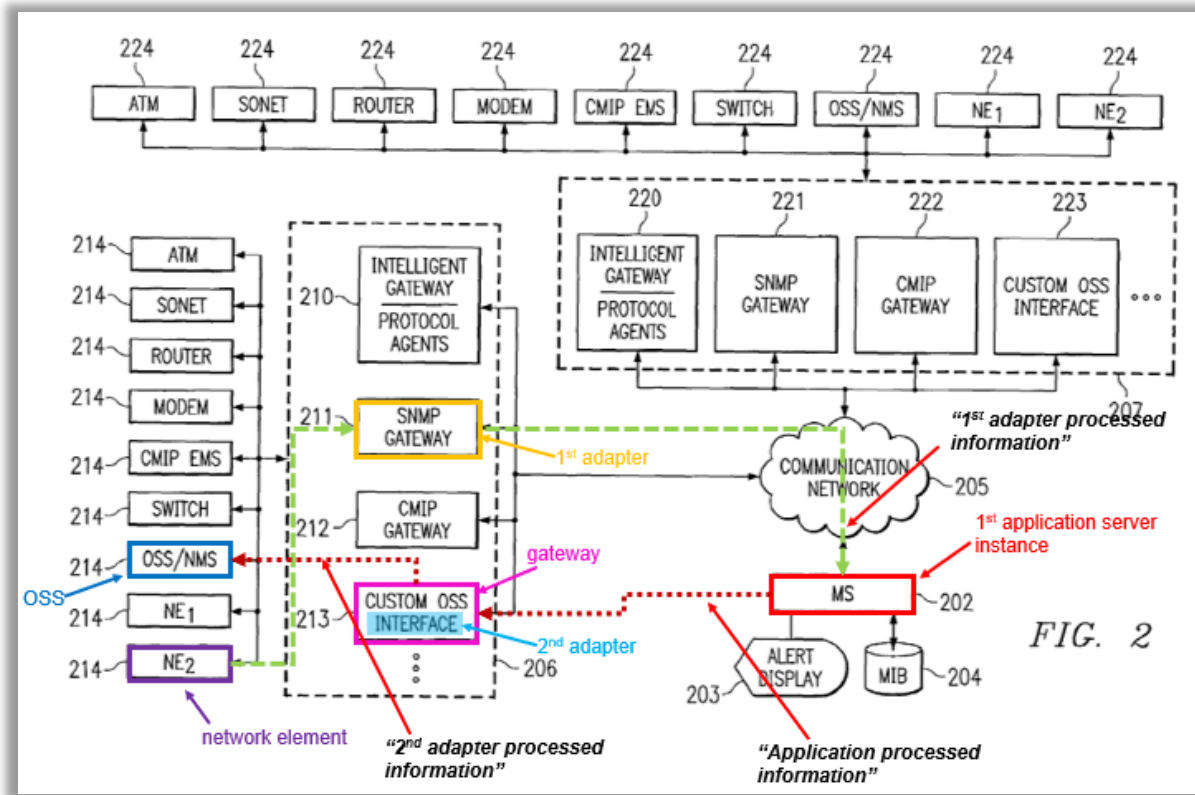 224 224 224 224 224 224 224 224 224
ATM SONET ROUTER MODEM CMIP EMS SWITCH OSS/NMS NE1 NE2
220 221 222 223
INTELLIGENT
GATEWAY
PROTOCOL
AGENTS
SNMP
GATEWAY
CMIP
GATEWAY
CUSTOM OSS
INTERFACE
207
214 ATM
214 SONET
214 ROUTER
214 MODEM
214 CMIP EMS
214 SWITCH
214 OSS/NMS
OSS
214 NE1
214 NE2
network element
210
INTELLIGENT
GATEWAY
PROTOCOL
AGENTS
211
SNMP
GATEWAY
1st adapter
212
CMIP
GATEWAY
gateway
213
CUSTOM OSS
INTERFACE
2nd adapter
206
"2nd adapter processed
information"
"1st adapter processed
information"
COMMUNICATION
NETWORK
205
1st application server
instance
MS
202
ALERT
DISPLAY
203
MIB
204
FIG. 2
"Application processed
information"